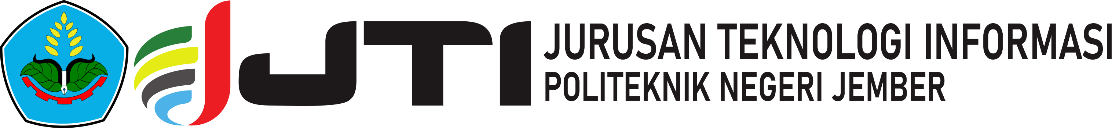 JTI
JURUSAN TEKNOLOGI INFORMASI
POLITEKNIK NEGERI JEMBER